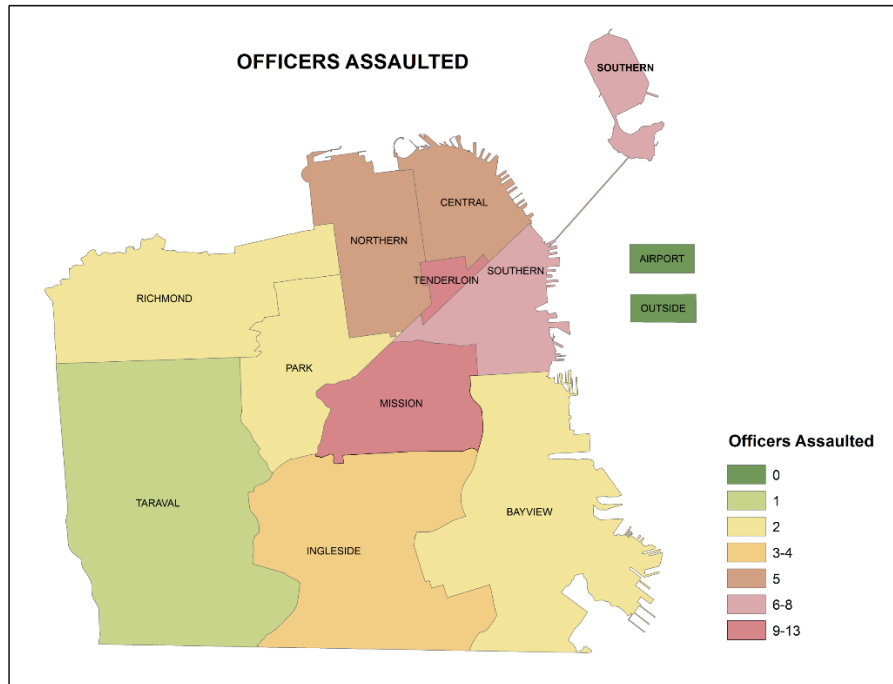 OFFICERS ASSAULTED
SOUTHERN
CENTRAL
NORTHERN
AIRPORT
TENDERLOIN
SOUTHERN
RICHMOND
OUTSIDE
PARK
MISSION
TARAVAL
BAYVIEW
INGLESIDE
Officers Assaulted
0
1
2
3-4
5
6-8
9-13